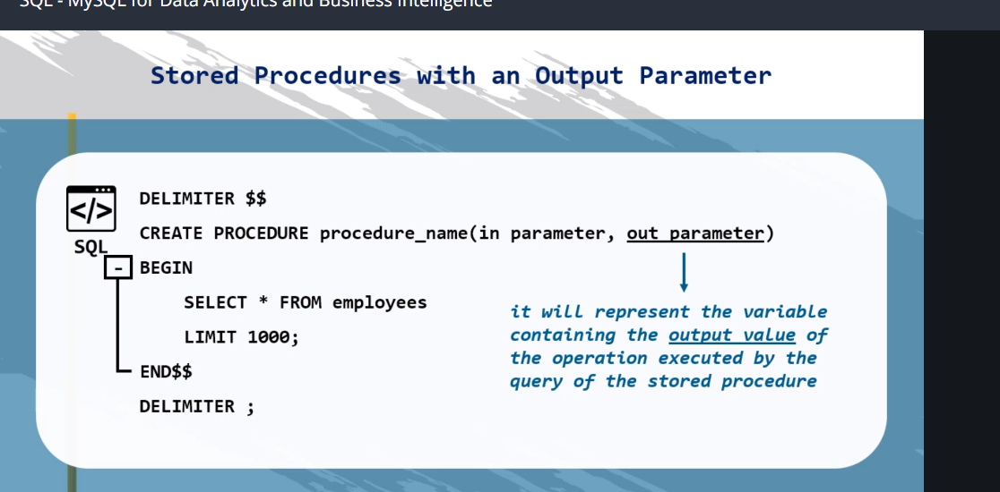 SQL - MySQL for Data Analytics and Business Intelligence
Stored Procedures with an Output Parameter
DELIMITER $$
CREATE PROCEDURE procedure_name(in parameter, out parameter)
SQL
- BEGIN
SELECT * FROM employees
LIMIT 1000;
END$$
DELIMITER ;
it will represent the variable
containing the output value of
the operation executed by the
query of the stored procedure